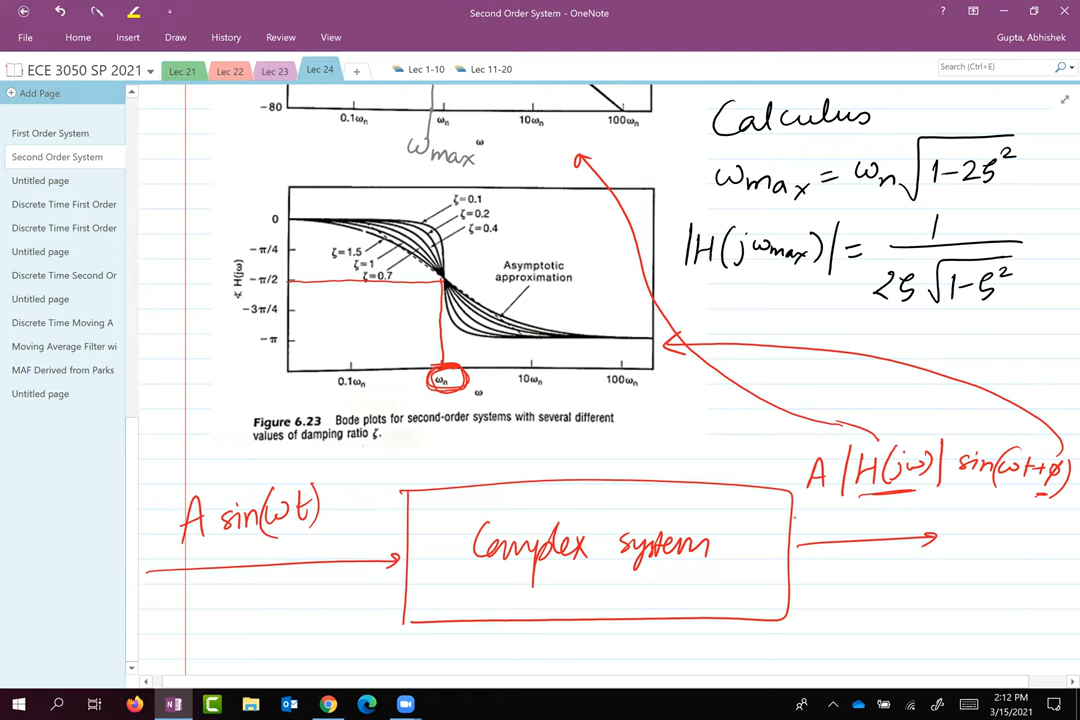 Second Order System - OneNote
?
File
Home
Insert
Draw
History
Review
View
Gupta, Abhishek
ECE 3050 SP 2021
Lec 21
Lec 22
Lec 23
Lec 24
+
Lec 1-10
Lec 11-20
Search (Ctrl+E)
Add Page
First Order System
Second Order System
Untitled page
Discrete Time First Order
Discrete Time First Order
Untitled page
Discrete Time Second Or
Untitled page
Discrete Time Moving A
Moving Average Filter wi
MAF Derived from Parks
Untitled page
-80
0.1ωn ωn 10ωn 100ωn
ω
ωmax
Calculus
ωmax = ωn √1-2ζ²
|H(jωmax)| = 1 / 2ζ √1-ζ²
0
-π/4
-π/2
-3π/4
-π
∢ H(jω)
ζ=0.1
ζ=0.2
ζ=0.4
ζ=1.5
ζ=1
ζ=0.7
Asymptotic
approximation
0.1ωn ωn 10ωn 100ωn
ω
Figure 6.23 Bode plots for second-order systems with several different
values of damping ratio ζ.
A |H(jω)| sin(ωt+φ)
A sin(ωt)
Complex system
2:12 PM
3/15/2021